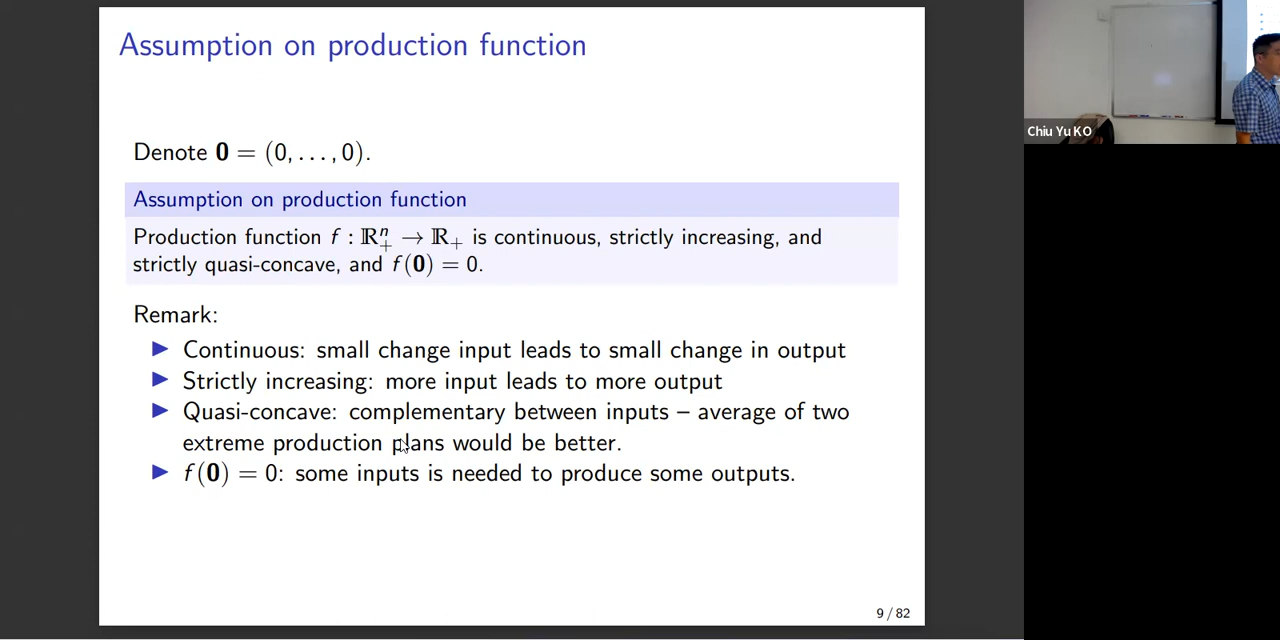 Assumption on production function
Denote 𝟎 = (0, . . . , 0).
Assumption on production function
Production function f : ℝⁿ₊ → ℝ₊ is continuous, strictly increasing, and
strictly quasi-concave, and f(𝟎) = 0.
Remark:
▶ Continuous: small change input leads to small change in output
▶ Strictly increasing: more input leads to more output
▶ Quasi-concave: complementary between inputs – average of two
extreme production plans would be better.
▶ f(𝟎) = 0: some inputs is needed to produce some outputs.
9 / 82
Chiu Yu KO